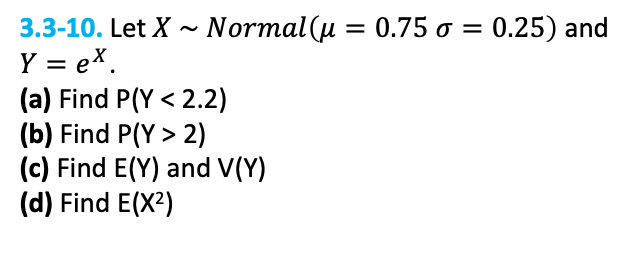 3.3-10. Let X ~ Normal(μ = 0.75 σ = 0.25) and
Y = eˣ.
(a) Find P(Y < 2.2)
(b) Find P(Y > 2)
(c) Find E(Y) and V(Y)
(d) Find E(X²)